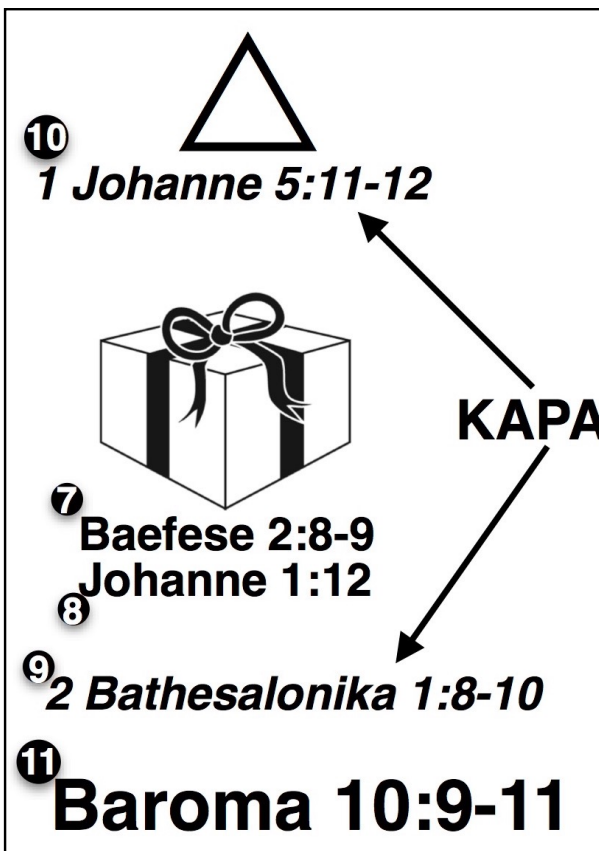 10
1 Johanne 5:11-12
KAPA
7
Baefese 2:8-9
Johanne 1:12
8
9
2 Bathesalonika 1:8-10
11
Baroma 10:9-11